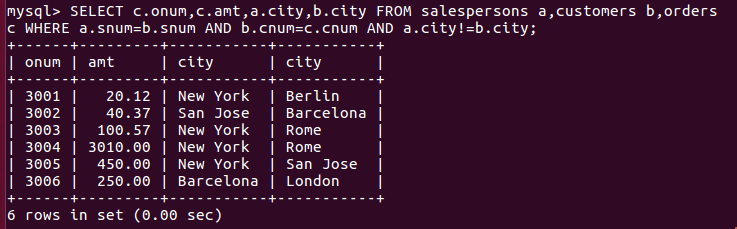 mysql> SELECT c.onum,c.amt,a.city,b.city FROM salespersons a,customers b,orders
c WHERE a.snum=b.snum AND b.cnum=c.cnum AND a.city!=b.city;
+------+---------+-----------+-----------+
| onum | amt     | city      | city      |
+------+---------+-----------+-----------+
| 3001 |   20.12 | New York  | Berlin    |
| 3002 |   40.37 | San Jose  | Barcelona |
| 3003 |  100.57 | New York  | Rome      |
| 3004 | 3010.00 | New York  | Rome      |
| 3005 |  450.00 | New York  | San Jose  |
| 3006 |  250.00 | Barcelona | London    |
+------+---------+-----------+-----------+
6 rows in set (0.00 sec)